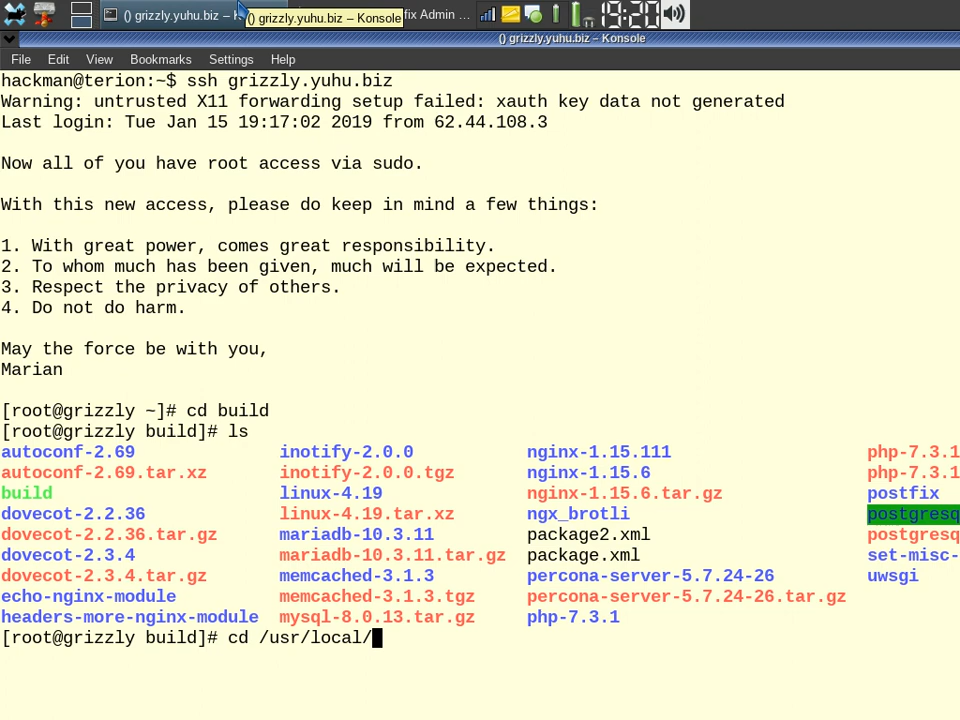 () grizzly.yuhu.biz –
() grizzly.yuhu.biz – Konsole
fix Admin ...
19:20
() grizzly.yuhu.biz – Konsole
File Edit View Bookmarks Settings Help
hackman@terion:~$ ssh grizzly.yuhu.biz
Warning: untrusted X11 forwarding setup failed: xauth key data not generated
Last login: Tue Jan 15 19:17:02 2019 from 62.44.108.3
Now all of you have root access via sudo.
With this new access, please do keep in mind a few things:
1. With great power, comes great responsibility.
2. To whom much has been given, much will be expected.
3. Respect the privacy of others.
4. Do not do harm.
May the force be with you,
Marian
[root@grizzly ~]# cd build
[root@grizzly build]# ls
autoconf-2.69 inotify-2.0.0 nginx-1.15.111 php-7.3.1
autoconf-2.69.tar.xz inotify-2.0.0.tgz nginx-1.15.6 php-7.3.1
build linux-4.19 nginx-1.15.6.tar.gz postfix
dovecot-2.2.36 linux-4.19.tar.xz ngx_brotli postgresq
dovecot-2.2.36.tar.gz mariadb-10.3.11 package2.xml postgresq
dovecot-2.3.4 mariadb-10.3.11.tar.gz package.xml set-misc-
dovecot-2.3.4.tar.gz memcached-3.1.3 percona-server-5.7.24-26 uwsgi
echo-nginx-module memcached-3.1.3.tgz percona-server-5.7.24-26.tar.gz
headers-more-nginx-module mysql-8.0.13.tar.gz php-7.3.1
[root@grizzly build]# cd /usr/local/